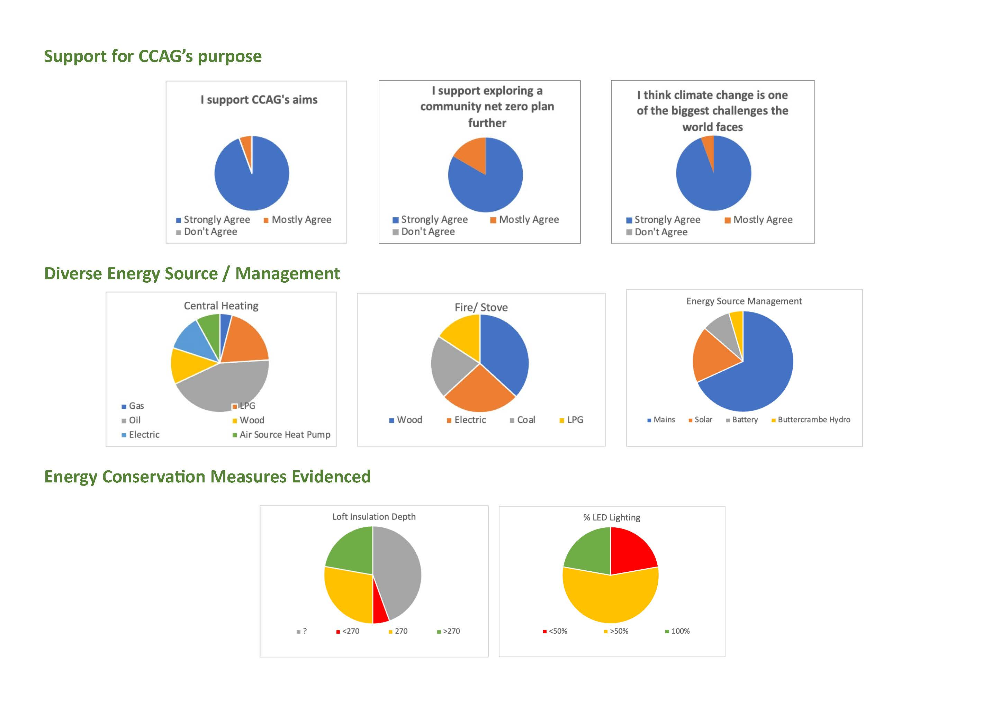 Support for CCAG’s purpose
I support CCAG's aims
Strongly Agree Mostly Agree
Don't Agree
I support exploring a
community net zero plan
further
Strongly Agree Mostly Agree
Don't Agree
I think climate change is one
of the biggest challenges the
world faces
Strongly Agree Mostly Agree
Don't Agree
Diverse Energy Source / Management
Central Heating
Gas LPG
Oil Wood
Electric Air Source Heat Pump
Fire/ Stove
Wood Electric Coal LPG
Energy Source Management
Mains Solar Battery Buttercrambe Hydro
Energy Conservation Measures Evidenced
Loft Insulation Depth
? <270 270 >270
% LED Lighting
<50% >50% 100%